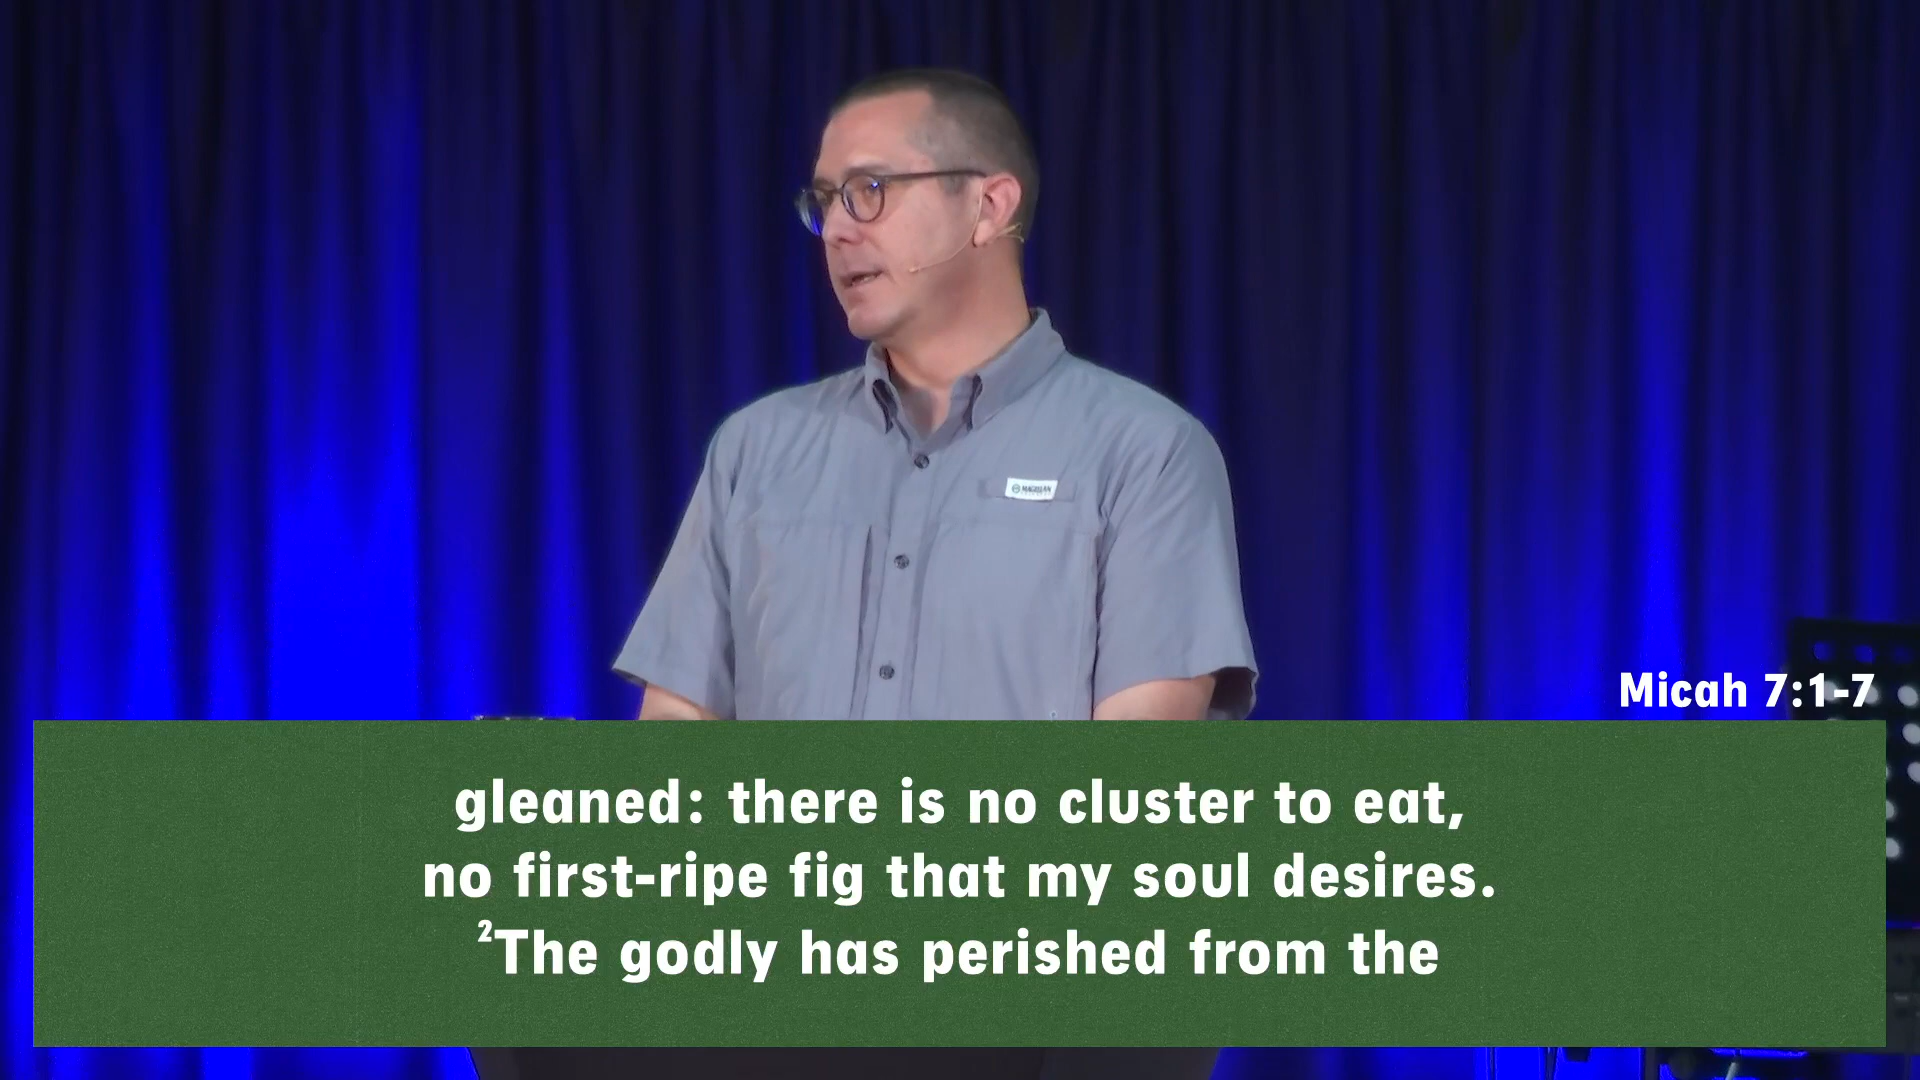 MAGELLAN
Micah 7:1-7
gleaned: there is no cluster to eat,
no first-ripe fig that my soul desires.
²The godly has perished from the